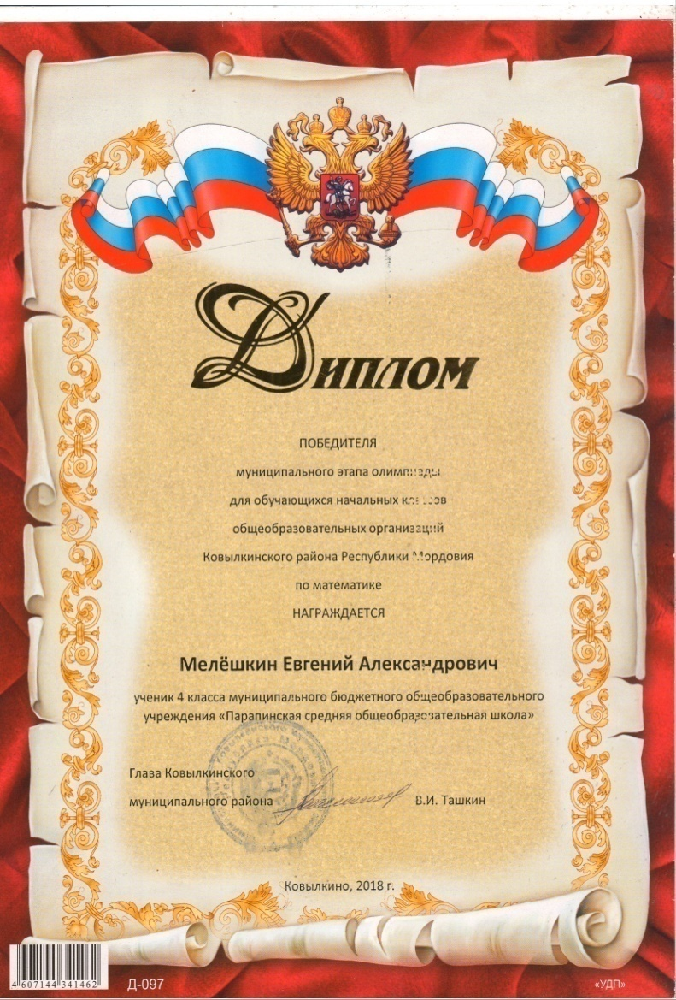 Диплом
ПОБЕДИТЕЛЯ
муниципального этапа олимпиады
для обучающихся начальных классов
общеобразовательных организаций
Ковылкинского района Республики Мордовия
по математике
НАГРАЖДАЕТСЯ
Мелёшкин Евгений Александрович
ученик 4 класса муниципального бюджетного общеобразовательного
учреждения «Парапинская средняя общеобразовательная школа»
Глава Ковылкинского
муниципального района В.И. Ташкин
Ковылкино, 2018 г.
4 607144 341462 Д-097 «УДП»